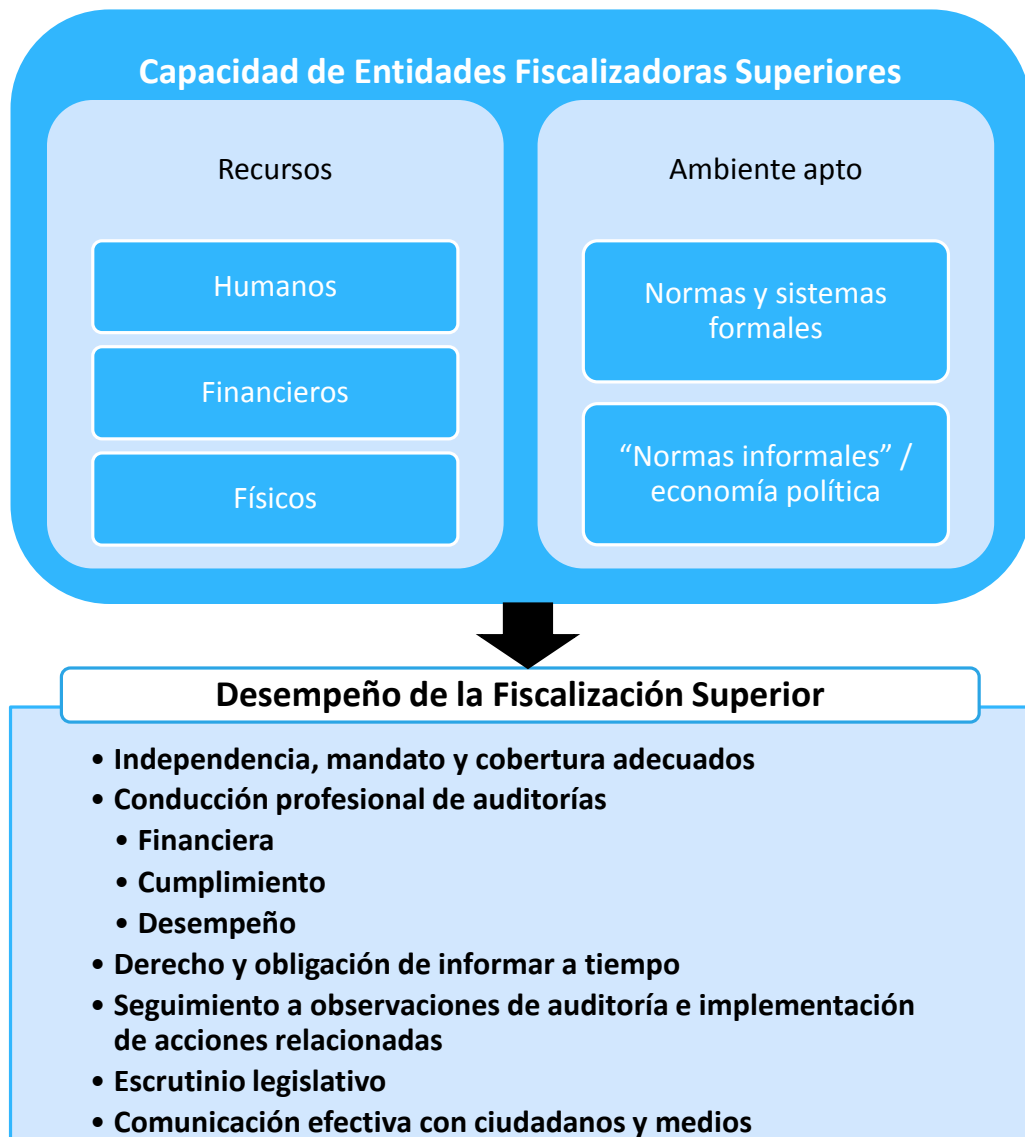 Capacidad de Entidades Fiscalizadoras Superiores
Recursos
Humanos
Financieros
Físicos
Ambiente apto
Normas y sistemas
formales
“Normas informales” /
economía política
Desempeño de la Fiscalización Superior
• Independencia, mandato y cobertura adecuados
• Conducción profesional de auditorías
• Financiera
• Cumplimiento
• Desempeño
• Derecho y obligación de informar a tiempo
• Seguimiento a observaciones de auditoría e implementación
de acciones relacionadas
• Escrutinio legislativo
• Comunicación efectiva con ciudadanos y medios